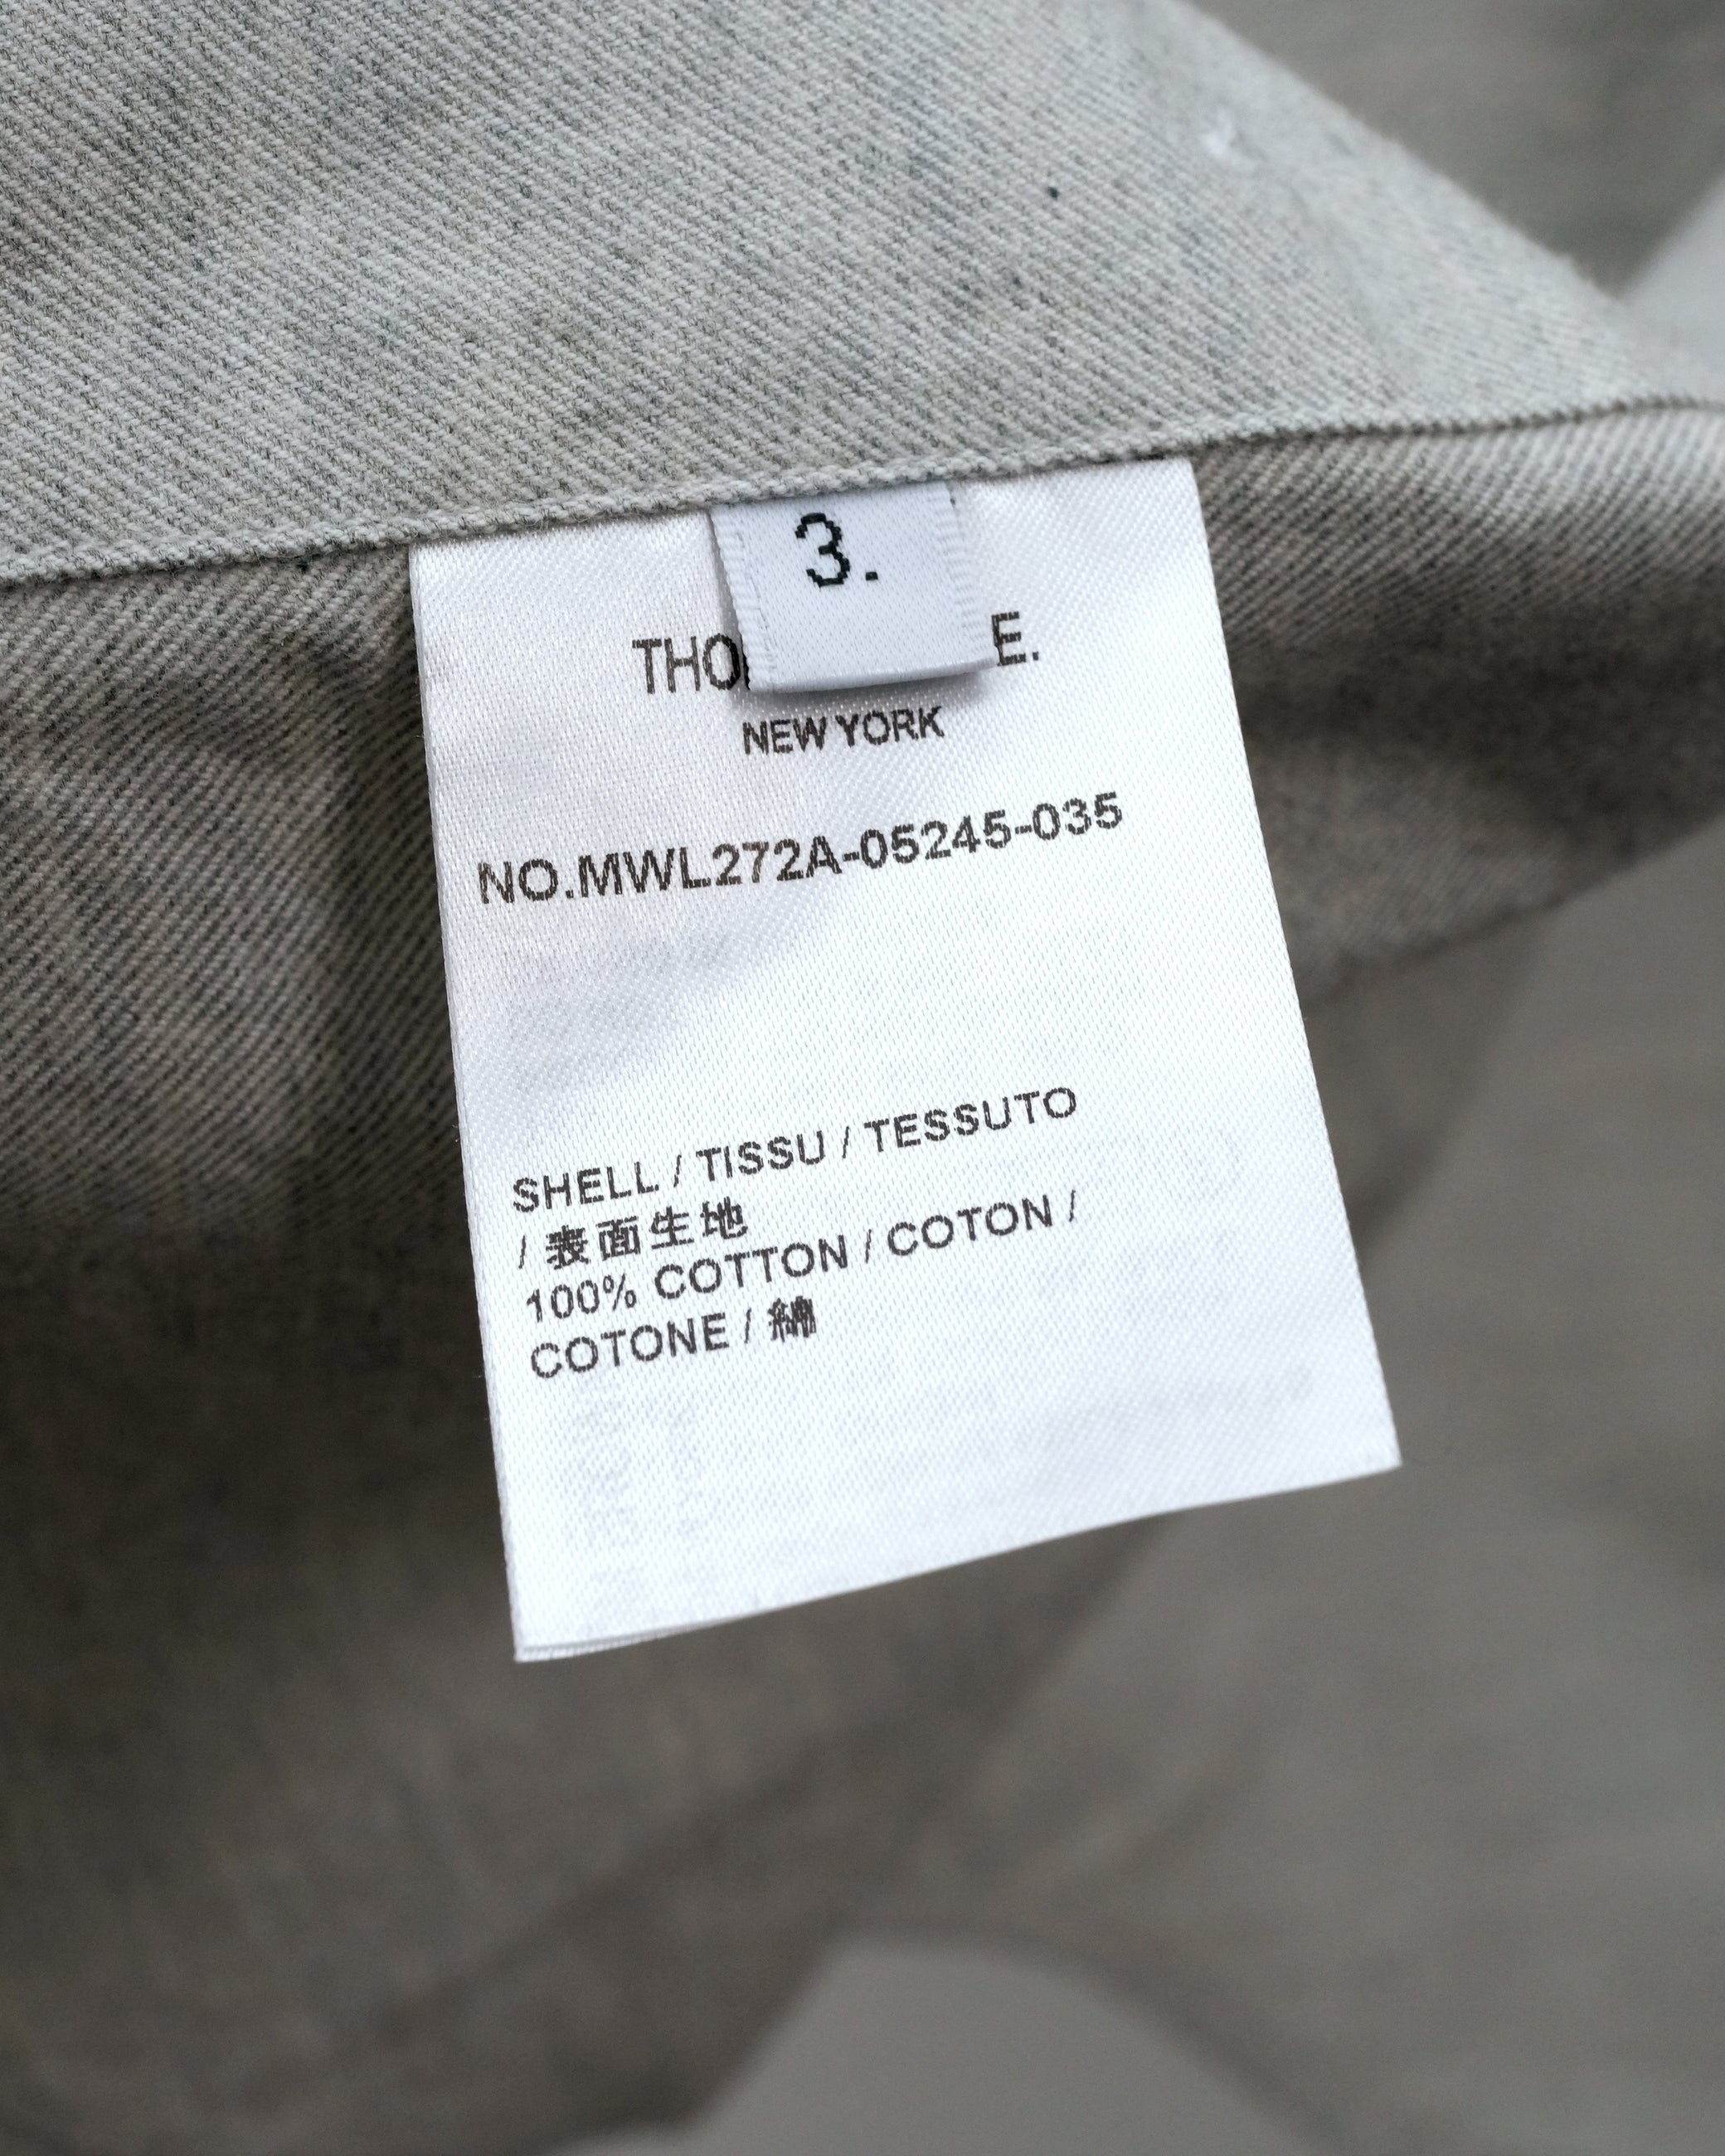 3.
NEW YORK
NO.MWL272A-05245-035
SHELL / TISSU / TESSUTO
/ 表面生地
100% COTTON / COTON /
COTONE / 綿